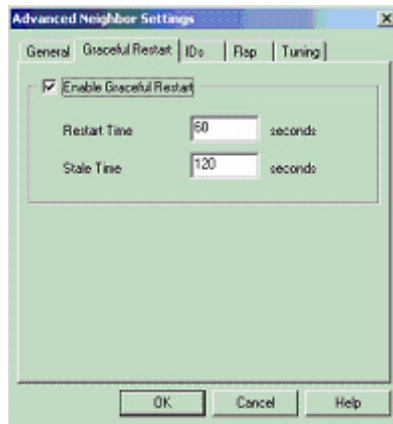 Advanced Neighbor Settings
General Graceful Restart IDs Flap Tuning
Enable Graceful Restart
Restart Time 60 seconds
Stale Time 120 seconds
OK Cancel Help